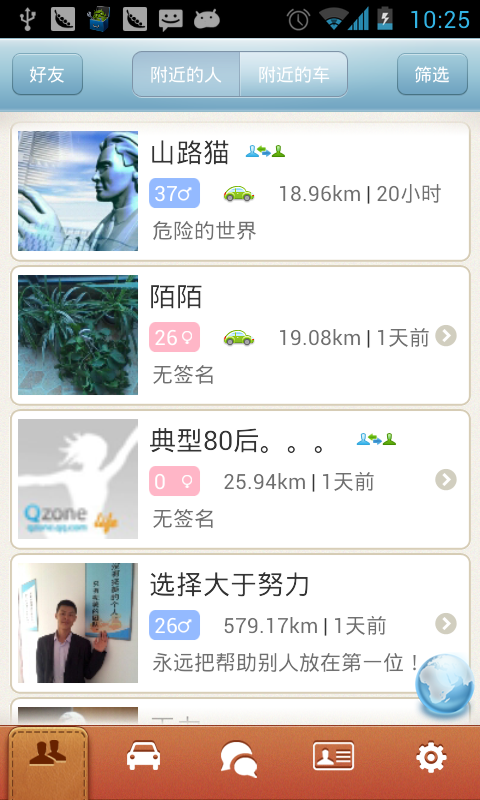 10:25
好友 附近的人 附近的车 筛选
山路猫
37♂ 18.96km | 20小时
危险的世界
陌陌
26♀ 19.08km | 1天前
无签名
典型80后。。。
0 ♀ 25.94km | 1天前
无签名
Qzone
Life
qzone.qq.com
选择大于努力
26♂ 579.17km | 1天前
永远把帮助别人放在第一位！